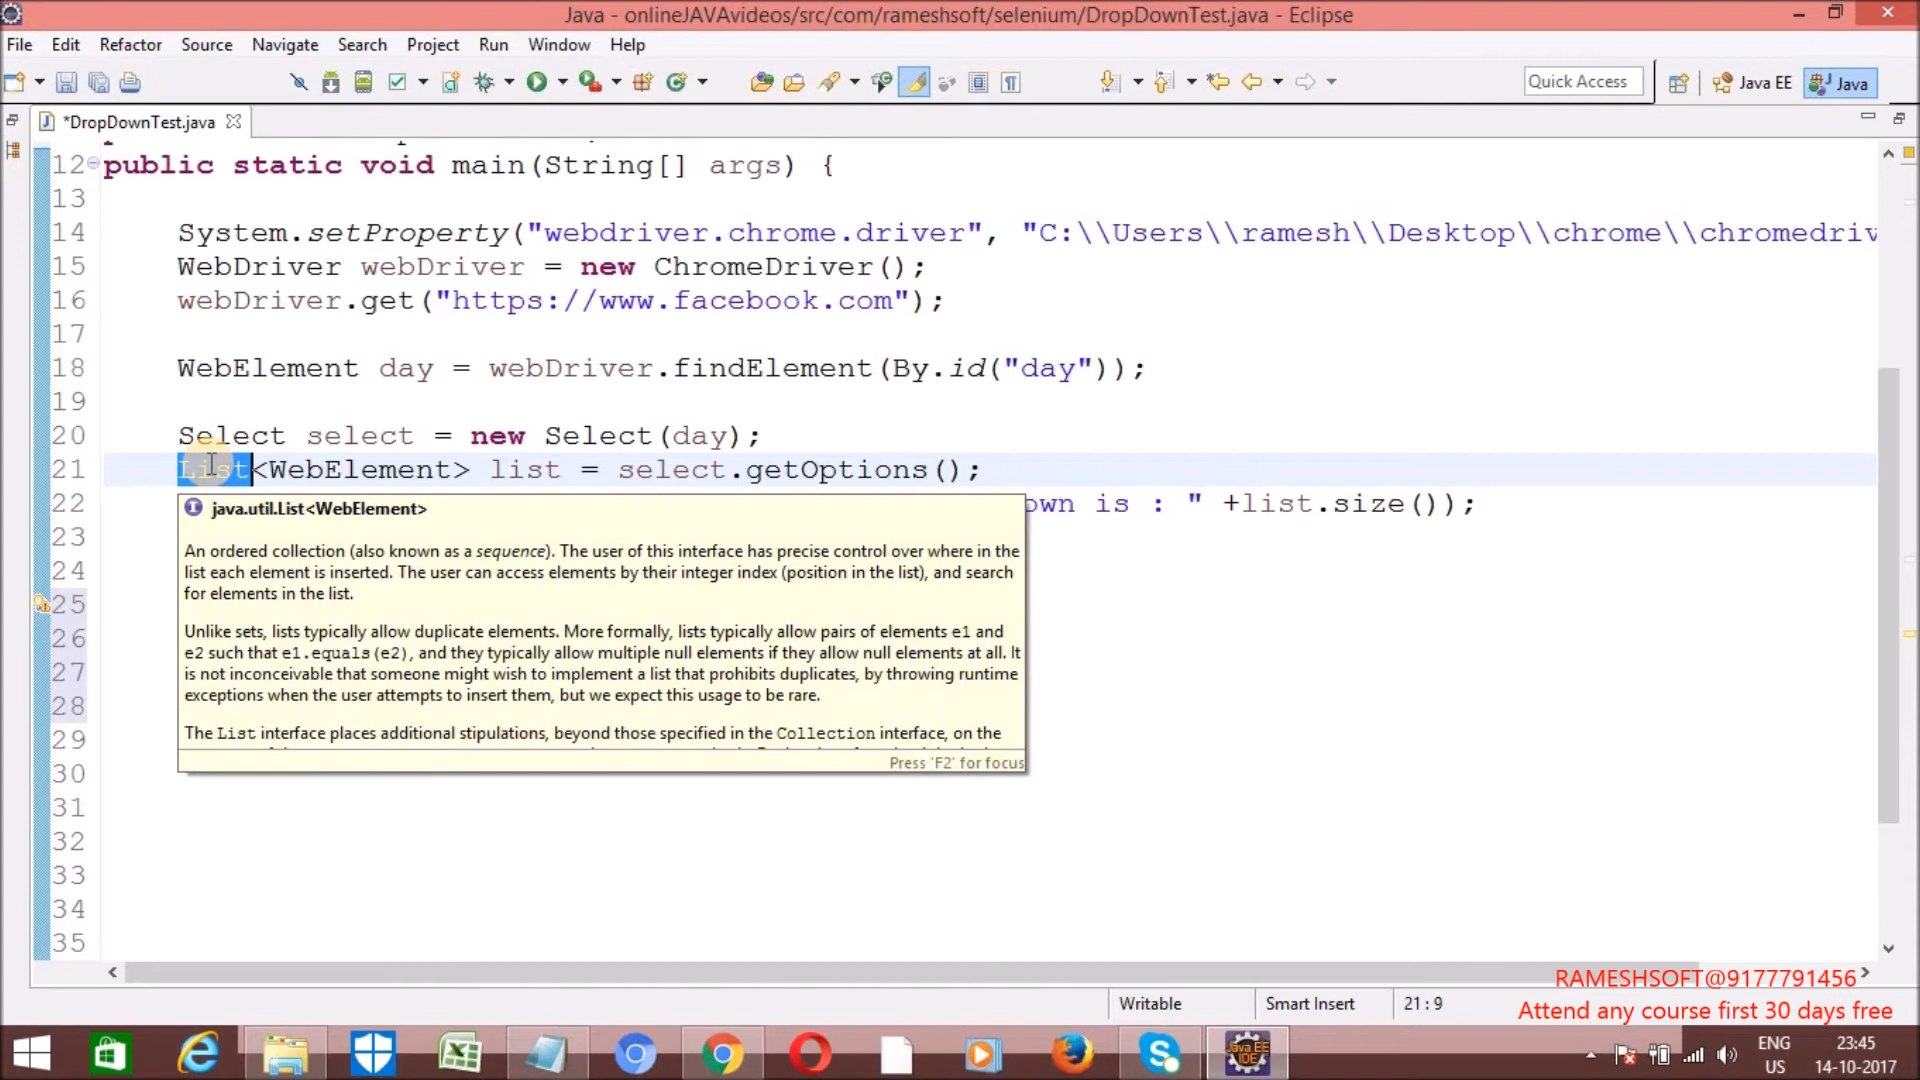 Java - onlineJAVAvideos/src/com/rameshsoft/selenium/DropDownTest.java - Eclipse
File Edit Refactor Source Navigate Search Project Run Window Help
Quick Access Java EE Java
*DropDownTest.java
12 public static void main(String[] args) {
13
14 System.setProperty("webdriver.chrome.driver", "C:\\Users\\ramesh\\Desktop\\chrome\\chromedriv
15 WebDriver webDriver = new ChromeDriver();
16 webDriver.get("https://www.facebook.com");
17
18 WebElement day = webDriver.findElement(By.id("day"));
19
20 Select select = new Select(day);
21 List<WebElement> list = select.getOptions();
22 own is : " +list.size());
java.util.List<WebElement>
23
An ordered collection (also known as a sequence). The user of this interface has precise control over where in the
24 list each element is inserted. The user can access elements by their integer index (position in the list), and search
for elements in the list.
25
Unlike sets, lists typically allow duplicate elements. More formally, lists typically allow pairs of elements e1 and
26 e2 such that e1.equals(e2), and they typically allow multiple null elements if they allow null elements at all. It
27 is not inconceivable that someone might wish to implement a list that prohibits duplicates, by throwing runtime
exceptions when the user attempts to insert them, but we expect this usage to be rare.
28
The List interface places additional stipulations, beyond those specified in the Collection interface, on the
29
Press 'F2' for focus
30
31
32
33
34
35
RAMESHSOFT@9177791456
Writable Smart Insert 21 : 9
Attend any course first 30 days free
Java EE
IDE
ENG
US
23:45
14-10-2017